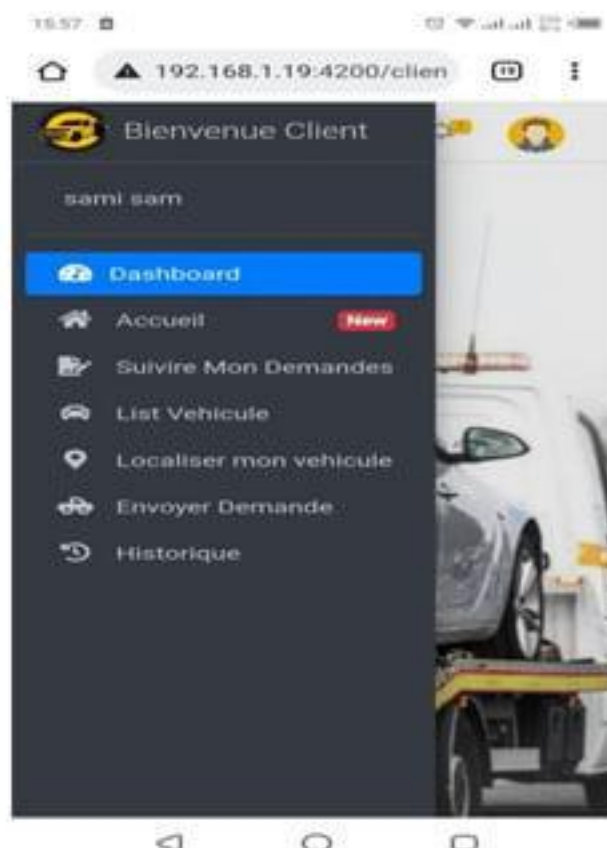 15:57
192.168.1.19:4200/clien
19
Bienvenue Client
sami sam
Dashboard
Accueil New
Suivire Mon Demandes
List Vehicule
Localiser mon vehicule
Envoyer Demande
Historique